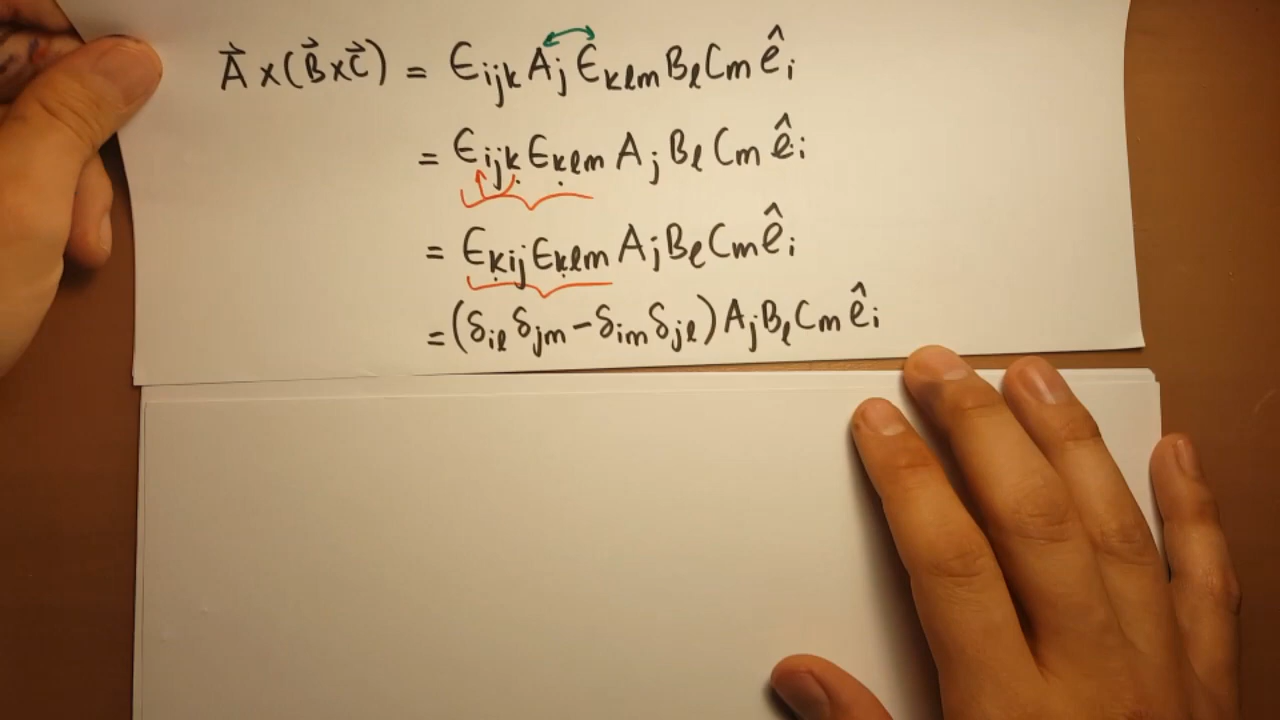 A⃗ × (B⃗ × C⃗) = ϵᵢⱼₖ Aⱼ ϵₖₗₘ Bₗ Cₘ êᵢ
= ϵᵢⱼₖ ϵₖₗₘ Aⱼ Bₗ Cₘ êᵢ
= ϵₖᵢⱼ ϵₖₗₘ Aⱼ Bₗ Cₘ êᵢ
= (δᵢₗ δⱼₘ − δᵢₘ δⱼₗ) Aⱼ Bₗ Cₘ êᵢ